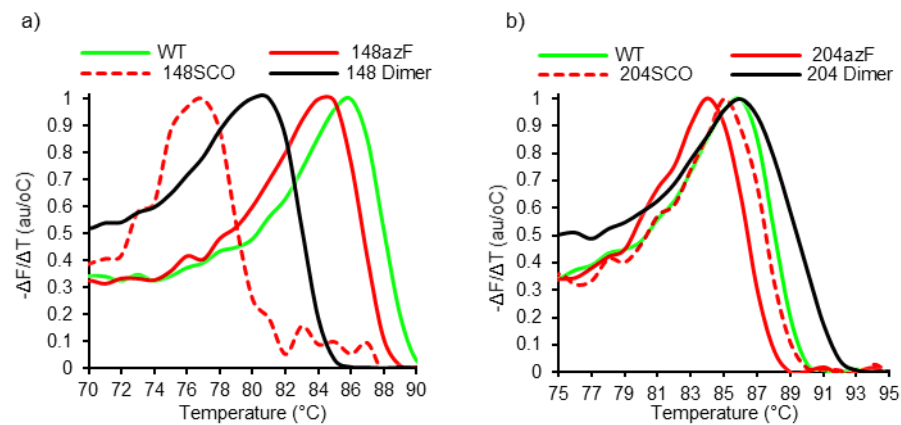 a)
WT
148azF
148SCO
148 Dimer
1
0.9
0.8
0.7
0.6
0.5
0.4
0.3
0.2
0.1
0
-ΔF/ΔT (au/oC)
70 72 74 76 78 80 82 84 86 88 90
Temperature (°C)
b)
WT
204azF
204SCO
204 Dimer
1
0.9
0.8
0.7
0.6
0.5
0.4
0.3
0.2
0.1
0
-ΔF/ΔT (au/oC)
75 77 79 81 83 85 87 89 91 93 95
Temperature (°C)